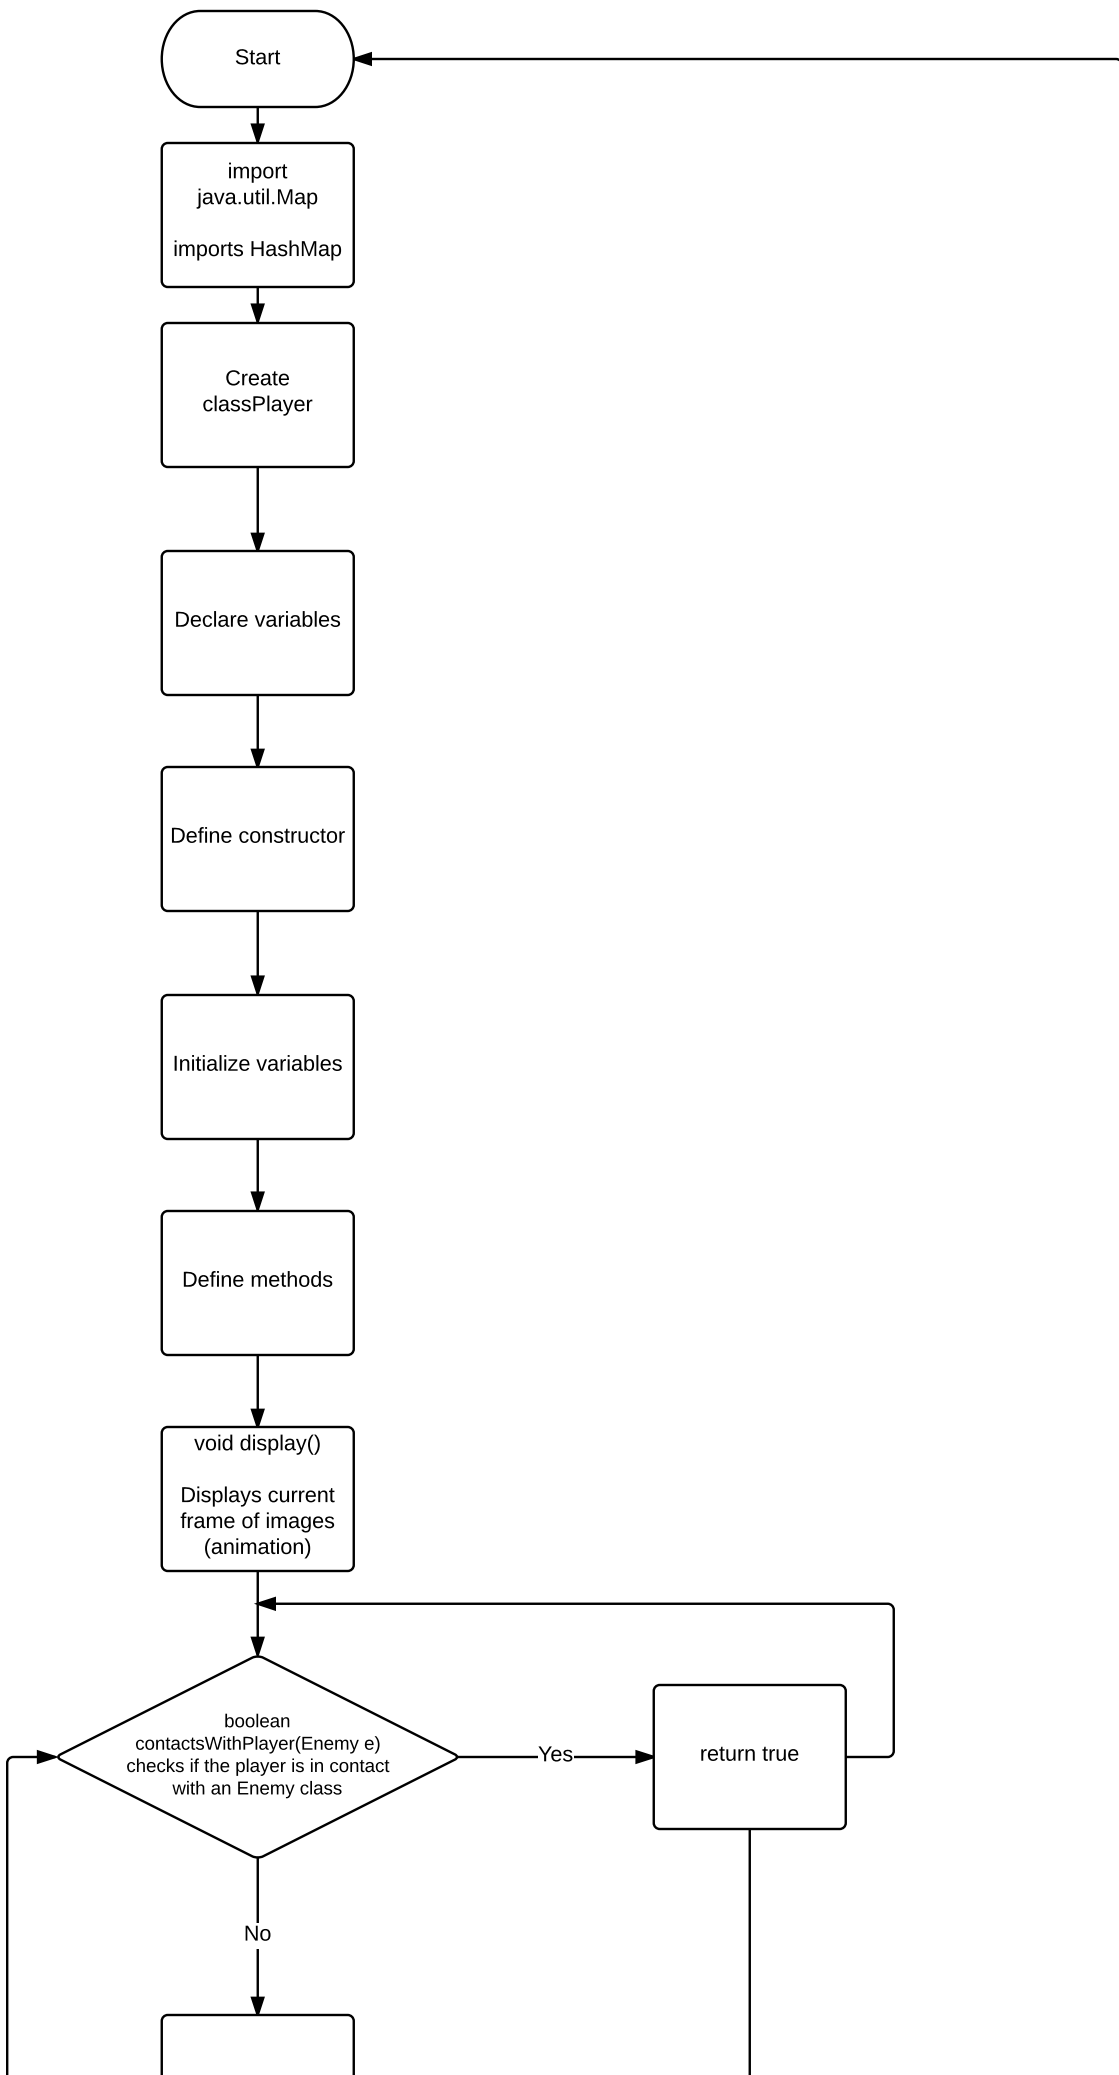 Start
import
java.util.Map
imports HashMap
Create
classPlayer
Declare variables
Define constructor
Initialize variables
Define methods
void display()
Displays current
frame of images
(animation)
boolean
contactsWithPlayer(Enemy e)
checks if the player is in contact
with an Enemy class
Yes
return true
No